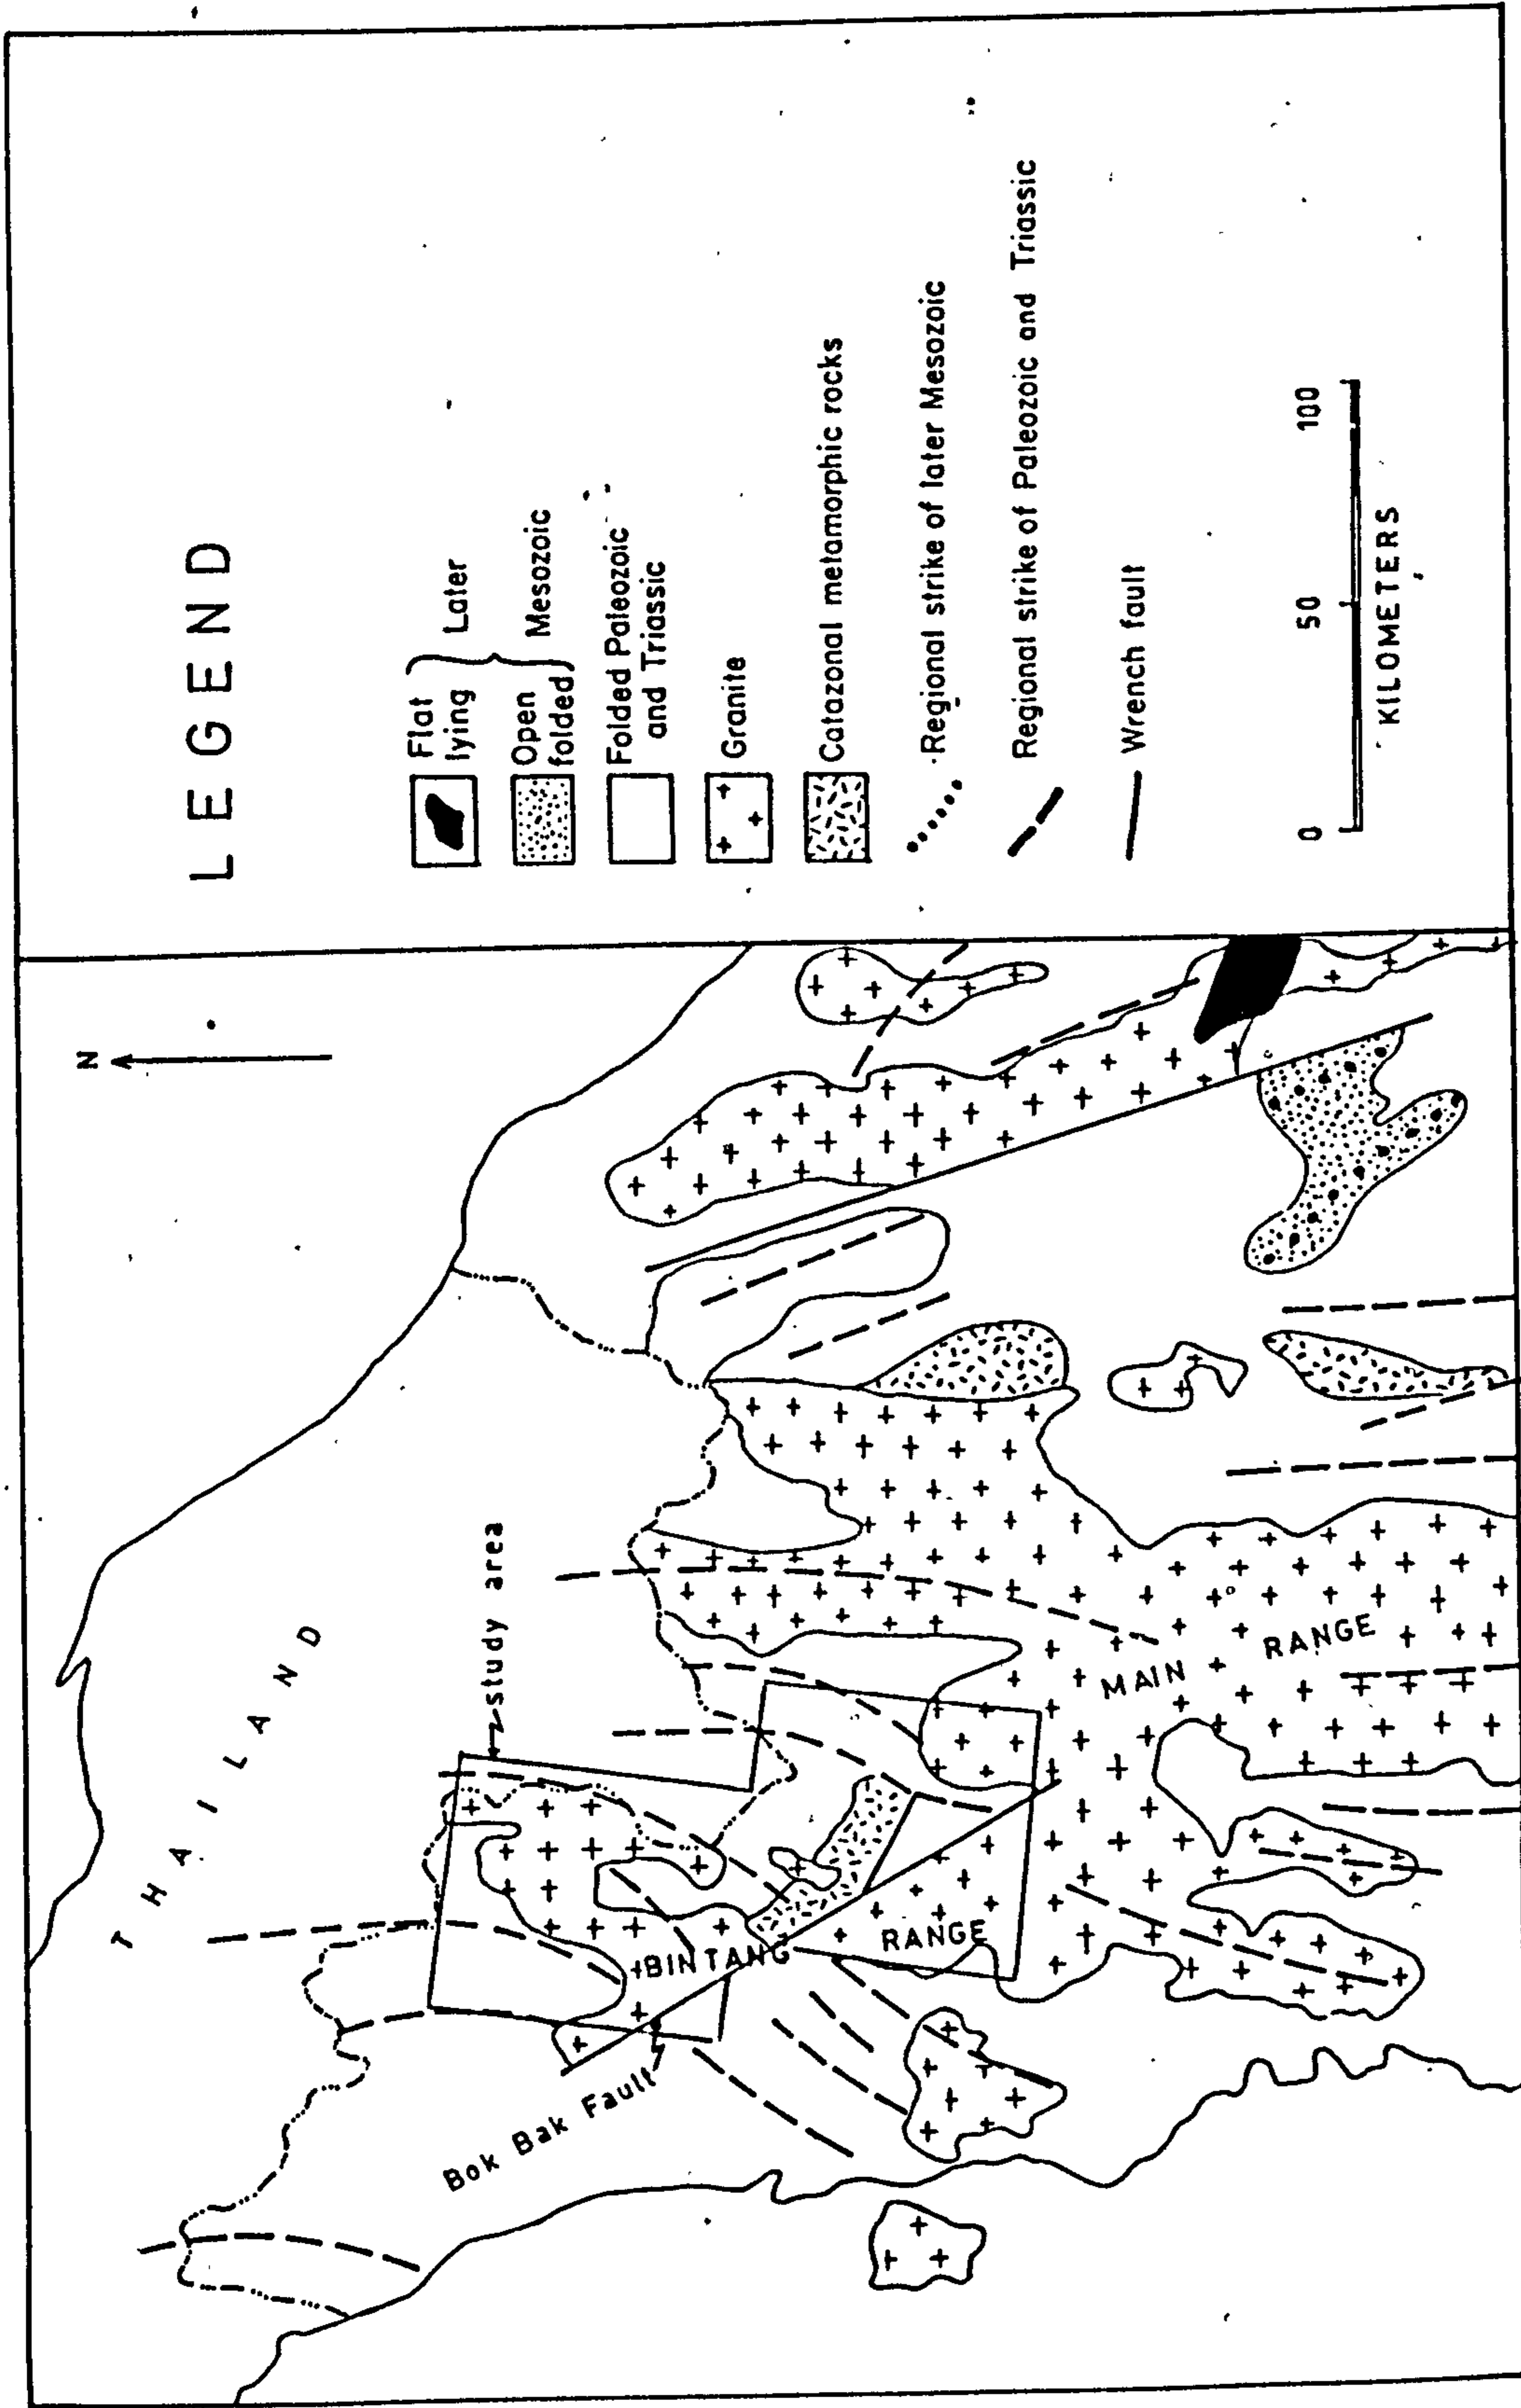 LEGEND
Flat
lying
Later
Open
folded
Mesozoic
Folded Paleozoic
and Triassic
Granite
Catazonal metamorphic rocks
Regional strike of later Mesozoic
Regional strike of Paleozoic and Triassic
Wrench fault
0 50 100
KILOMETERS
N
THAILAND
study area
MAIN RANGE
BINTANG RANGE
Bok Bak Fault